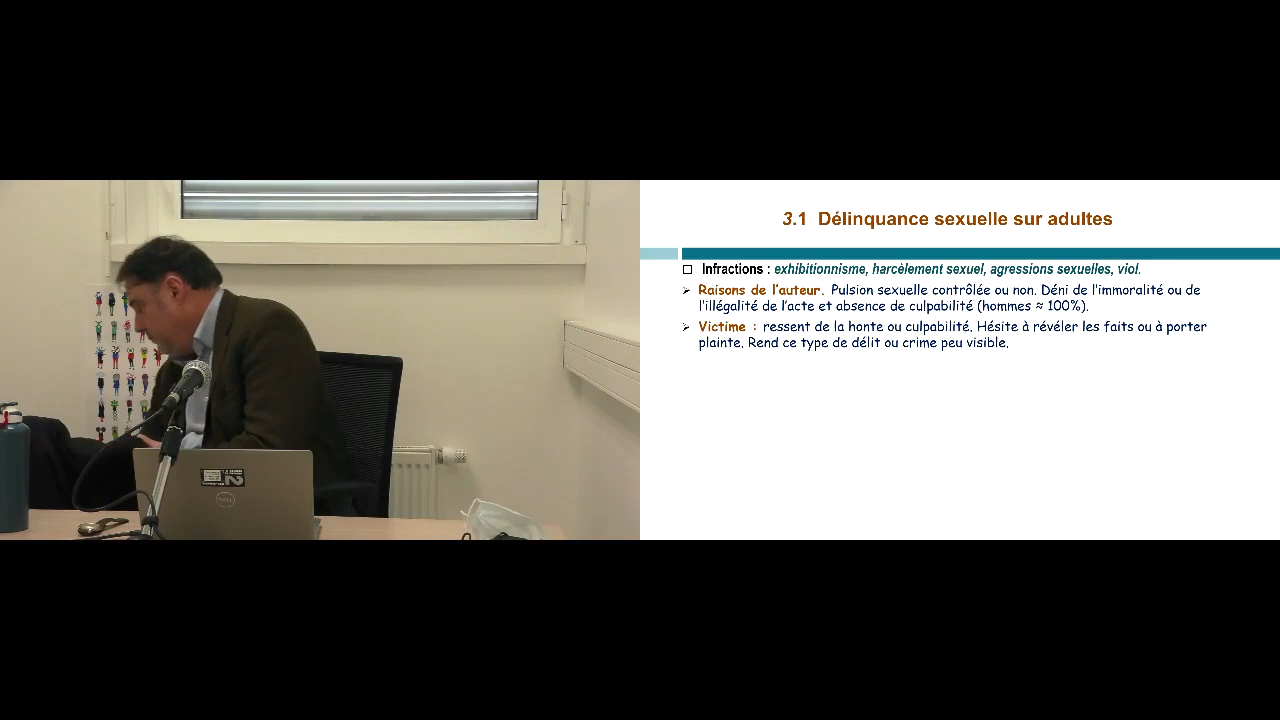 3.1 Délinquance sexuelle sur adultes
Infractions : exhibitionnisme, harcèlement sexuel, agressions sexuelles, viol.
Raisons de l'auteur. Pulsion sexuelle contrôlée ou non. Déni de l'immoralité ou de
l'illégalité de l'acte et absence de culpabilité (hommes ≈ 100%).
Victime : ressent de la honte ou culpabilité. Hésite à révéler les faits ou à porter
plainte. Rend ce type de délit ou crime peu visible.
DELL